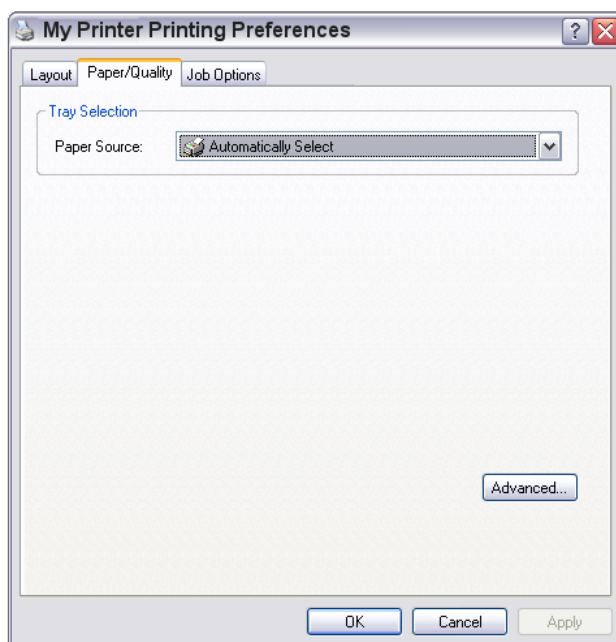 My Printer Printing Preferences ?
Layout Paper/Quality Job Options
Tray Selection
Paper Source: Automatically Select
Advanced...
OK Cancel Apply